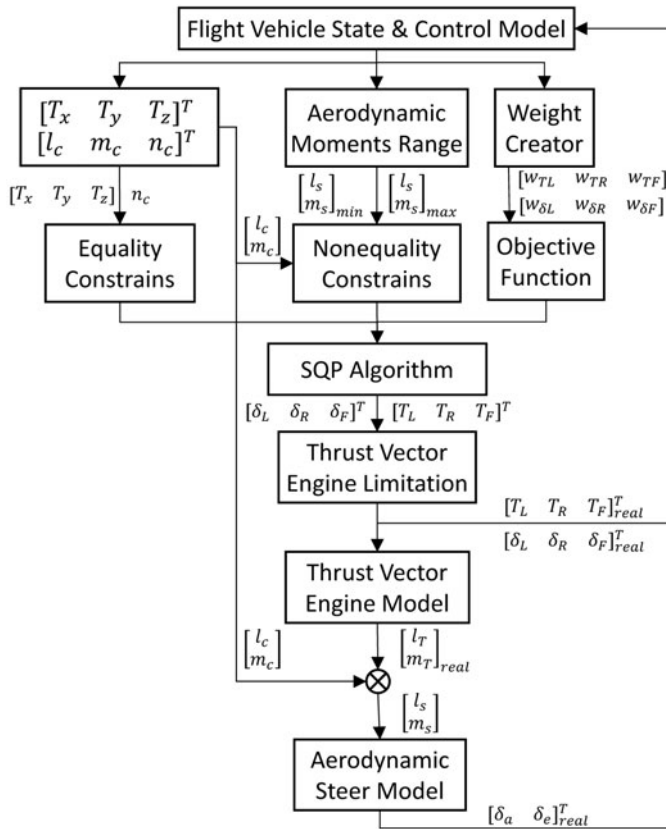 Flight Vehicle State & Control Model
[T_x T_y T_z]^T
[l_c m_c n_c]^T
Aerodynamic
Moments Range
Weight
Creator
[T_x T_y T_z] n_c
[l_s m_s]_min [l_s m_s]_max
[w_TL w_TR w_TF]
[w_δL w_δR w_δF]
Equality
Constrains
[l_c m_c]
Nonequality
Constrains
Objective
Function
SQP Algorithm
[δ_L δ_R δ_F]^T [T_L T_R T_F]^T
Thrust Vector
Engine Limitation
[T_L T_R T_F]^T_real
[δ_L δ_R δ_F]^T_real
Thrust Vector
Engine Model
[l_c m_c]
[l_T m_T]_real
[l_s m_s]
Aerodynamic
Steer Model
[δ_a δ_e]^T_real